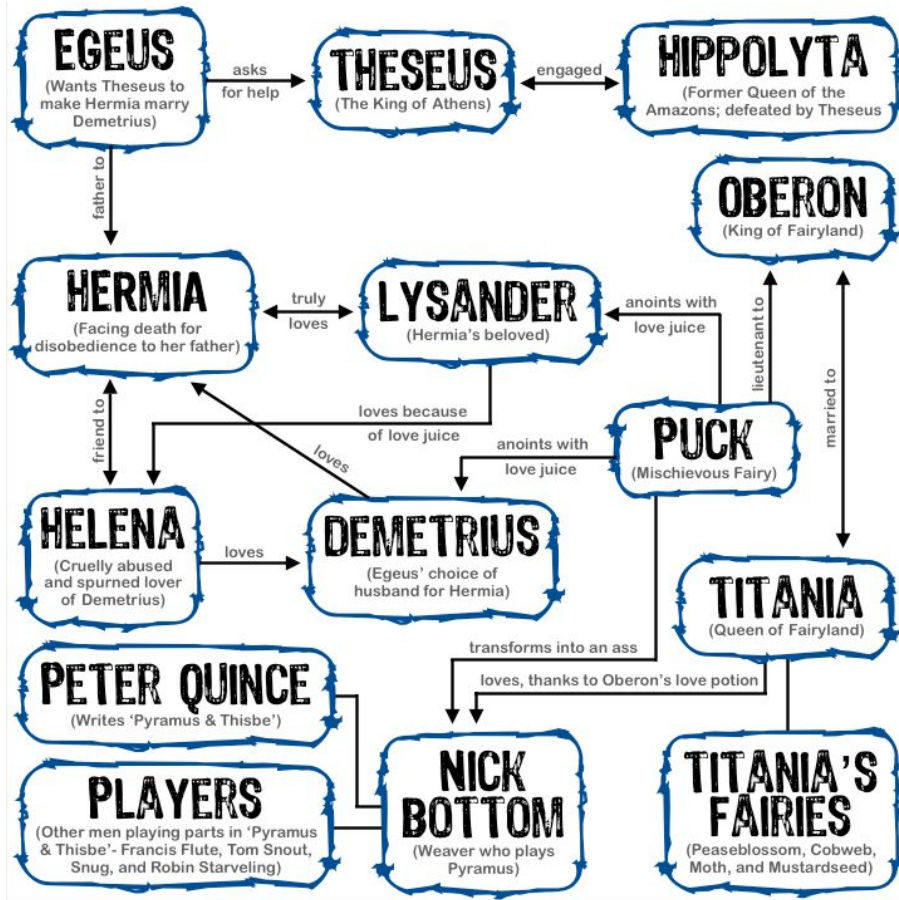 EGEUS
(Wants Theseus to
make Hermia marry
Demetrius)
asks
for help
THESEUS
(The King of Athens)
engaged
HIPPOLYTA
(Former Queen of the
Amazons; defeated by Theseus
father to
OBERON
(King of Fairyland)
HERMIA
(Facing death for
disobedience to her father)
truly
loves
LYSANDER
(Hermia's beloved)
anoints with
love juice
lieutenant to
married to
friend to
loves because
of love juice
loves
anoints with
love juice
PUCK
(Mischievous Fairy)
HELENA
(Cruelly abused
and spurned lover
of Demetrius)
loves
DEMETRIUS
(Egeus' choice of
husband for Hermia)
TITANIA
(Queen of Fairyland)
transforms into an ass
loves, thanks to Oberon's love potion
PETER QUINCE
(Writes 'Pyramus & Thisbe')
PLAYERS
(Other men playing parts in 'Pyramus
& Thisbe'- Francis Flute, Tom Snout,
Snug, and Robin Starveling)
NICK
BOTTOM
(Weaver who plays
Pyramus)
TITANIA'S
FAIRIES
(Peaseblossom, Cobweb,
Moth, and Mustardseed)